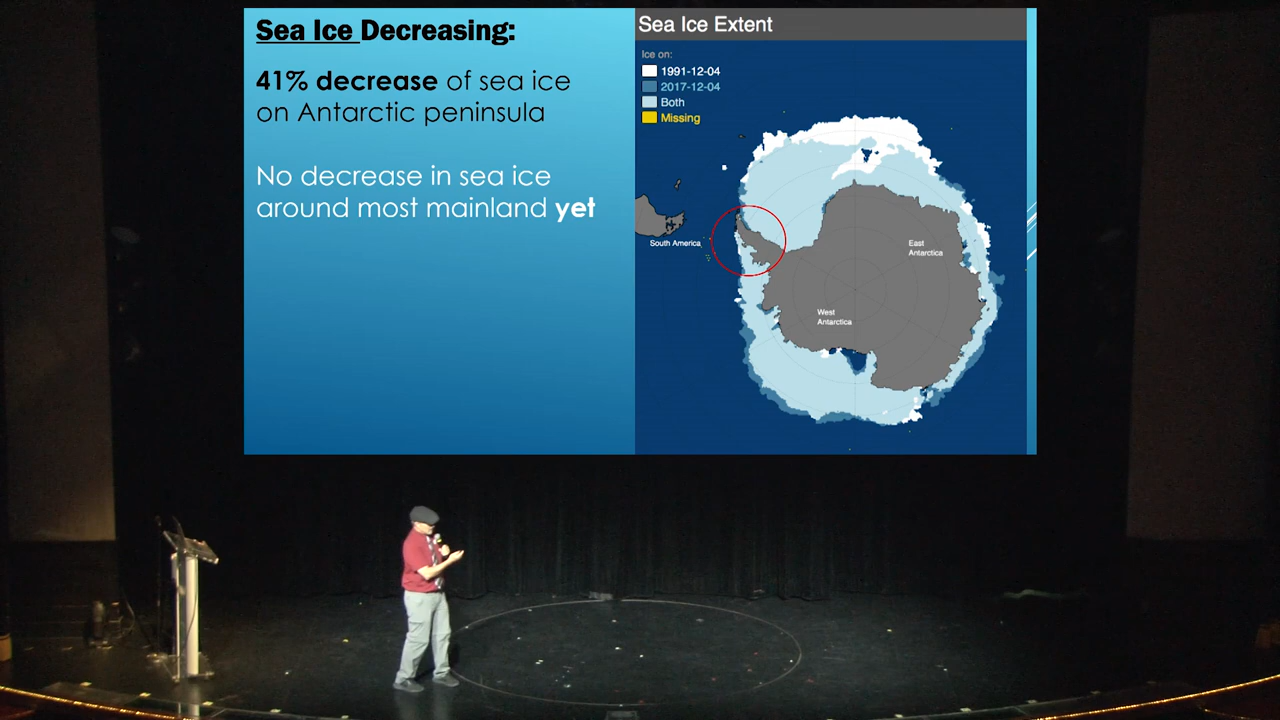 Sea Ice Decreasing:
41% decrease of sea ice
on Antarctic peninsula
No decrease in sea ice
around most mainland yet
Sea Ice Extent
Ice on:
1991-12-04
2017-12-04
Both
Missing
South America
East
Antarctica
West
Antarctica